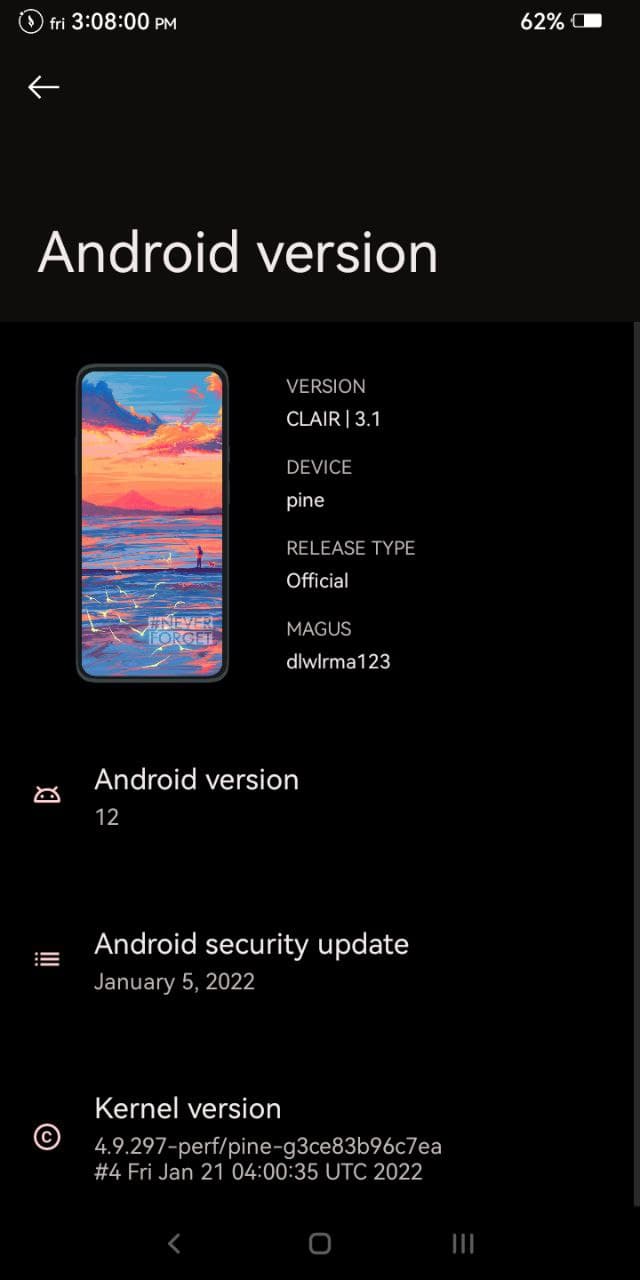 fri 3:08:00 PM
62%
Android version
VERSION
CLAIR | 3.1
DEVICE
pine
RELEASE TYPE
Official
MAGUS
dlwlrma123
#NEVER
FORGET
Android version
12
Android security update
January 5, 2022
Kernel version
4.9.297-perf/pine-g3ce83b96c7ea
#4 Fri Jan 21 04:00:35 UTC 2022